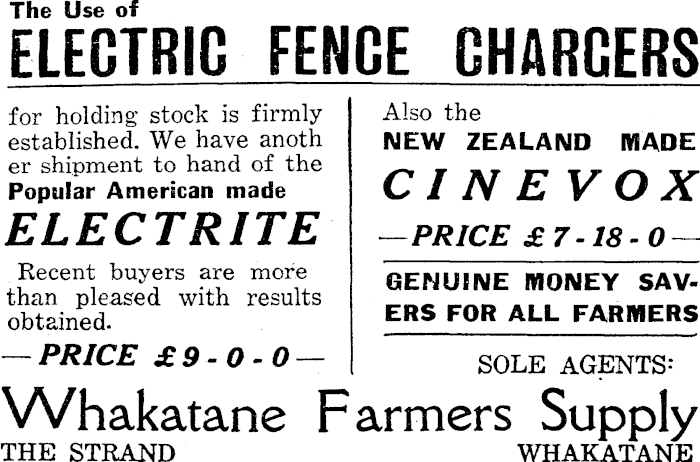 The Use of
ELECTRIC FENCE CHARGERS
for holding stock is firmly
established. We have anoth
er shipment to hand of the
Popular American made
ELECTRITE
Recent buyers are more
than pleased with results
obtained.
— PRICE £9-0-0 —
Also the
NEW ZEALAND MADE
CINEVOX
— PRICE £7-18-0 —
GENUINE MONEY SAV-
ERS FOR ALL FARMERS
SOLE AGENTS:
Whakatane Farmers Supply
THE STRAND WHAKATANE